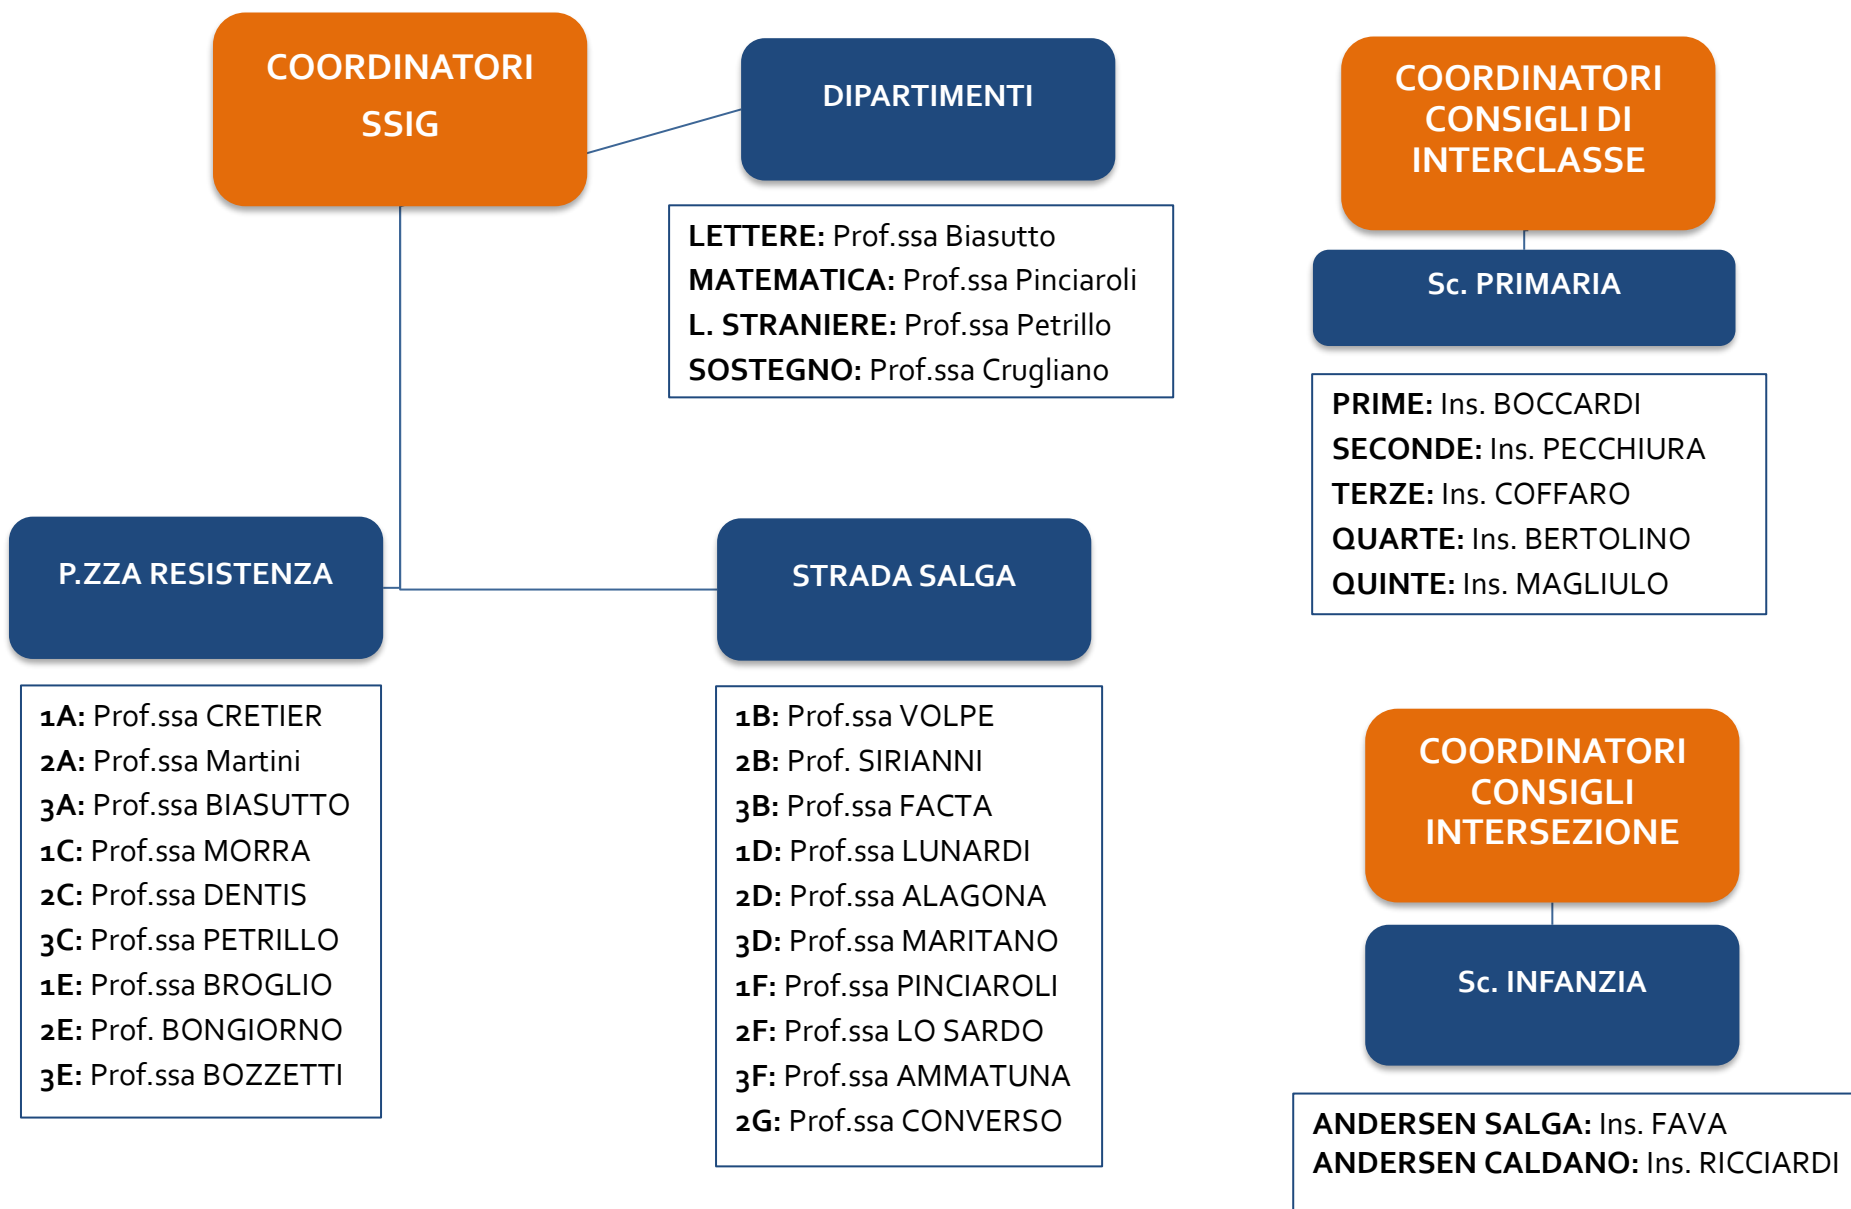 COORDINATORI
SSIG
DIPARTIMENTI
LETTERE: Prof.ssa Biasutto
MATEMATICA: Prof.ssa Pinciaroli
L. STRANIERE: Prof.ssa Petrillo
SOSTEGNO: Prof.ssa Crugliano
P.ZZA RESISTENZA
1A: Prof.ssa CRETIER
2A: Prof.ssa Martini
3A: Prof.ssa BIASUTTO
1C: Prof.ssa MORRA
2C: Prof.ssa DENTIS
3C: Prof.ssa PETRILLO
1E: Prof.ssa BROGLIO
2E: Prof. BONGIORNO
3E: Prof.ssa BOZZETTI
STRADA SALGA
1B: Prof.ssa VOLPE
2B: Prof. SIRIANNI
3B: Prof.ssa FACTA
1D: Prof.ssa LUNARDI
2D: Prof.ssa ALAGONA
3D: Prof.ssa MARITANO
1F: Prof.ssa PINCIAROLI
2F: Prof.ssa LO SARDO
3F: Prof.ssa AMMATUNA
2G: Prof.ssa CONVERSO
COORDINATORI
CONSIGLI DI
INTERCLASSE
Sc. PRIMARIA
PRIME: Ins. BOCCARDI
SECONDE: Ins. PECCHIURA
TERZE: Ins. COFFARO
QUARTE: Ins. BERTOLINO
QUINTE: Ins. MAGLIULO
COORDINATORI
CONSIGLI
INTERSEZIONE
Sc. INFANZIA
ANDERSEN SALGA: Ins. FAVA
ANDERSEN CALDANO: Ins. RICCIARDI